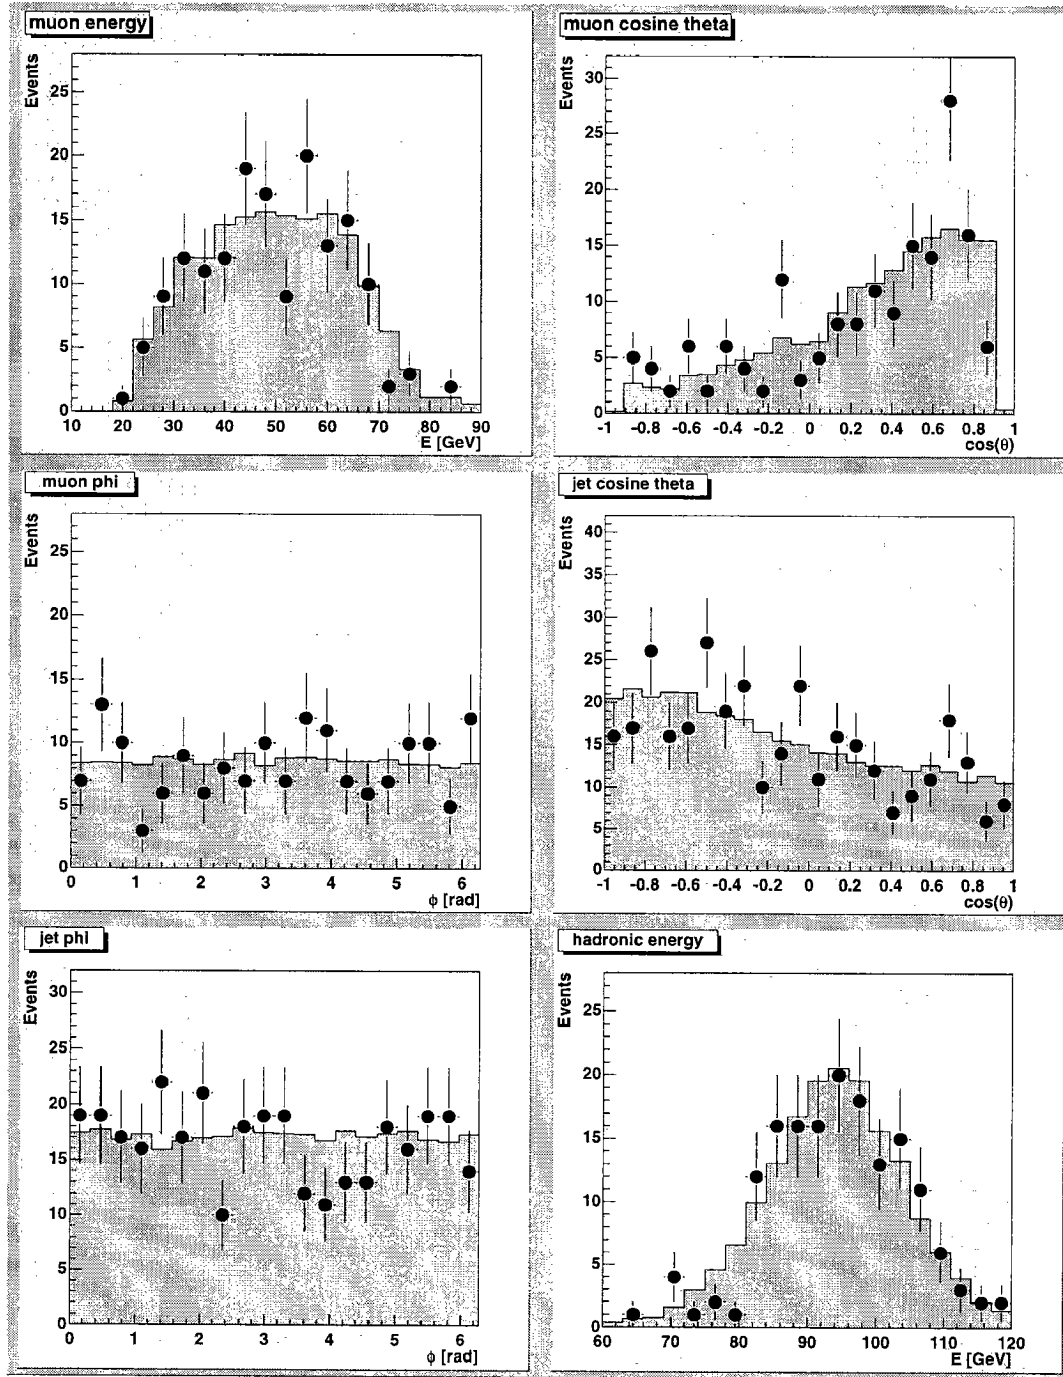 muon energy
Events
25
20
15
10
5
0
10 20 30 40 50 60 70 80 90
E [GeV]
muon cosine theta
Events
30
25
20
15
10
5
0
-1 -0.8 -0.6 -0.4 -0.2 0 0.2 0.4 0.6 0.8 1
cos(θ)
muon phi
Events
25
20
15
10
5
0
0 1 2 3 4 5 6
ϕ [rad]
jet cosine theta
Events
40
35
30
25
20
15
10
5
0
-1 -0.8 -0.6 -0.4 -0.2 0 0.2 0.4 0.6 0.8 1
cos(θ)
jet phi
Events
30
25
20
15
10
5
0
0 1 2 3 4 5 6
ϕ [rad]
hadronic energy
Events
25
20
15
10
5
0
60 70 80 90 100 110 120
E [GeV]